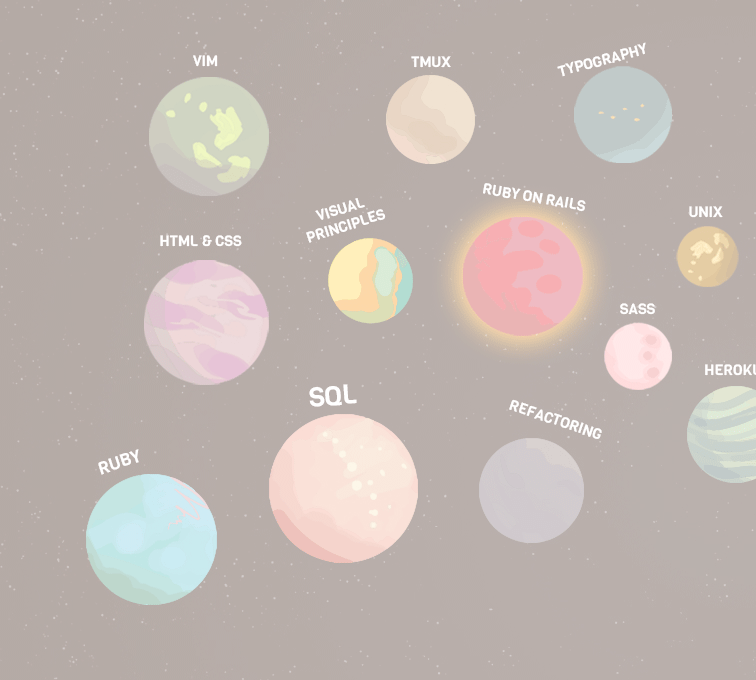 VIM
TMUX
TYPOGRAPHY
VISUAL
PRINCIPLES
RUBY ON RAILS
UNIX
HTML & CSS
SASS
HEROKU
SQL
REFACTORING
RUBY